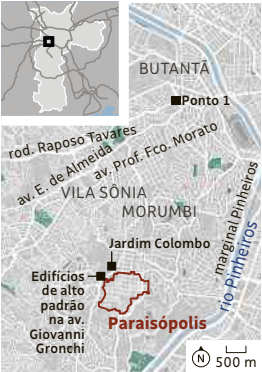 BUTANTÃ
Ponto 1
rod. Raposo Tavares
av. E. de Almeida
av. Prof. Fco. Morato
VILA SÔNIA
MORUMBI
marginal Pinheiros
rio Pinheiros
Jardim Colombo
Edifícios
de alto
padrão
na av.
Giovanni
Gronchi
Paraisópolis
N
500 m